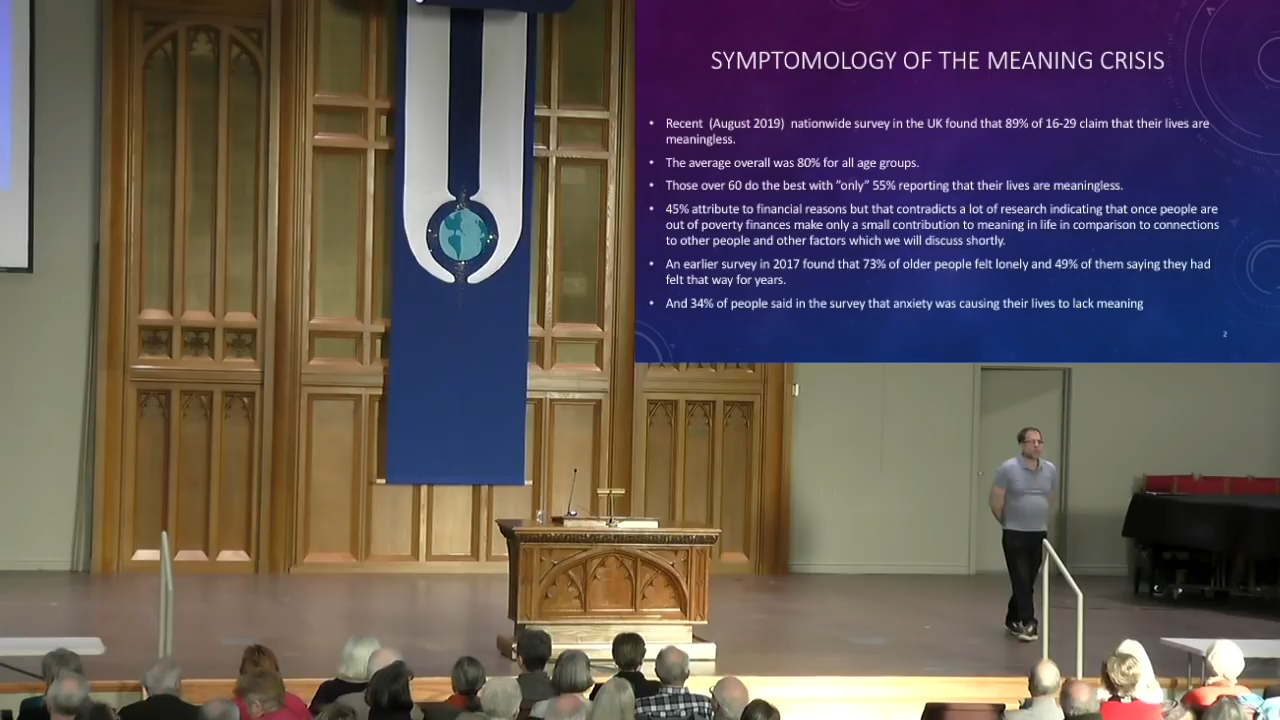 SYMPTOMOLOGY OF THE MEANING CRISIS
• Recent (August 2019) nationwide survey in the UK found that 89% of 16-29 claim that their lives are
meaningless.
• The average overall was 80% for all age groups.
• Those over 60 do the best with "only" 55% reporting that their lives are meaningless.
• 45% attribute to financial reasons but that contradicts a lot of research indicating that once people are
out of poverty finances make only a small contribution to meaning in life in comparison to connections
to other people and other factors which we will discuss shortly.
• An earlier survey in 2017 found that 73% of older people felt lonely and 49% of them saying they had
felt that way for years.
• And 34% of people said in the survey that anxiety was causing their lives to lack meaning
2